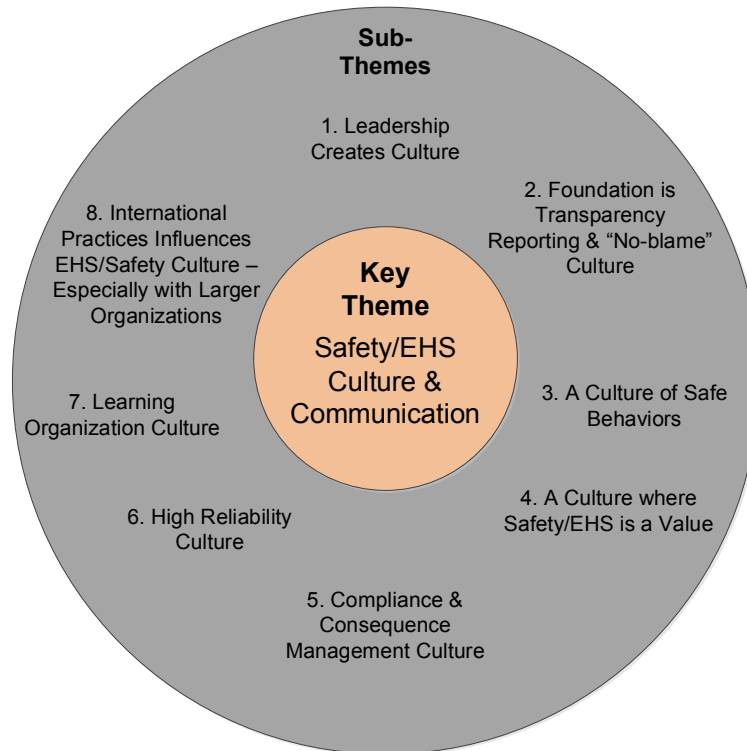 Sub-
Themes
1. Leadership
Creates Culture
2. Foundation is
Transparency
Reporting & “No-blame”
Culture
3. A Culture of Safe
Behaviors
4. A Culture where
Safety/EHS is a Value
5. Compliance &
Consequence
Management Culture
6. High Reliability
Culture
7. Learning
Organization Culture
8. International
Practices Influences
EHS/Safety Culture –
Especially with Larger
Organizations
Key
Theme
Safety/EHS
Culture &
Communication